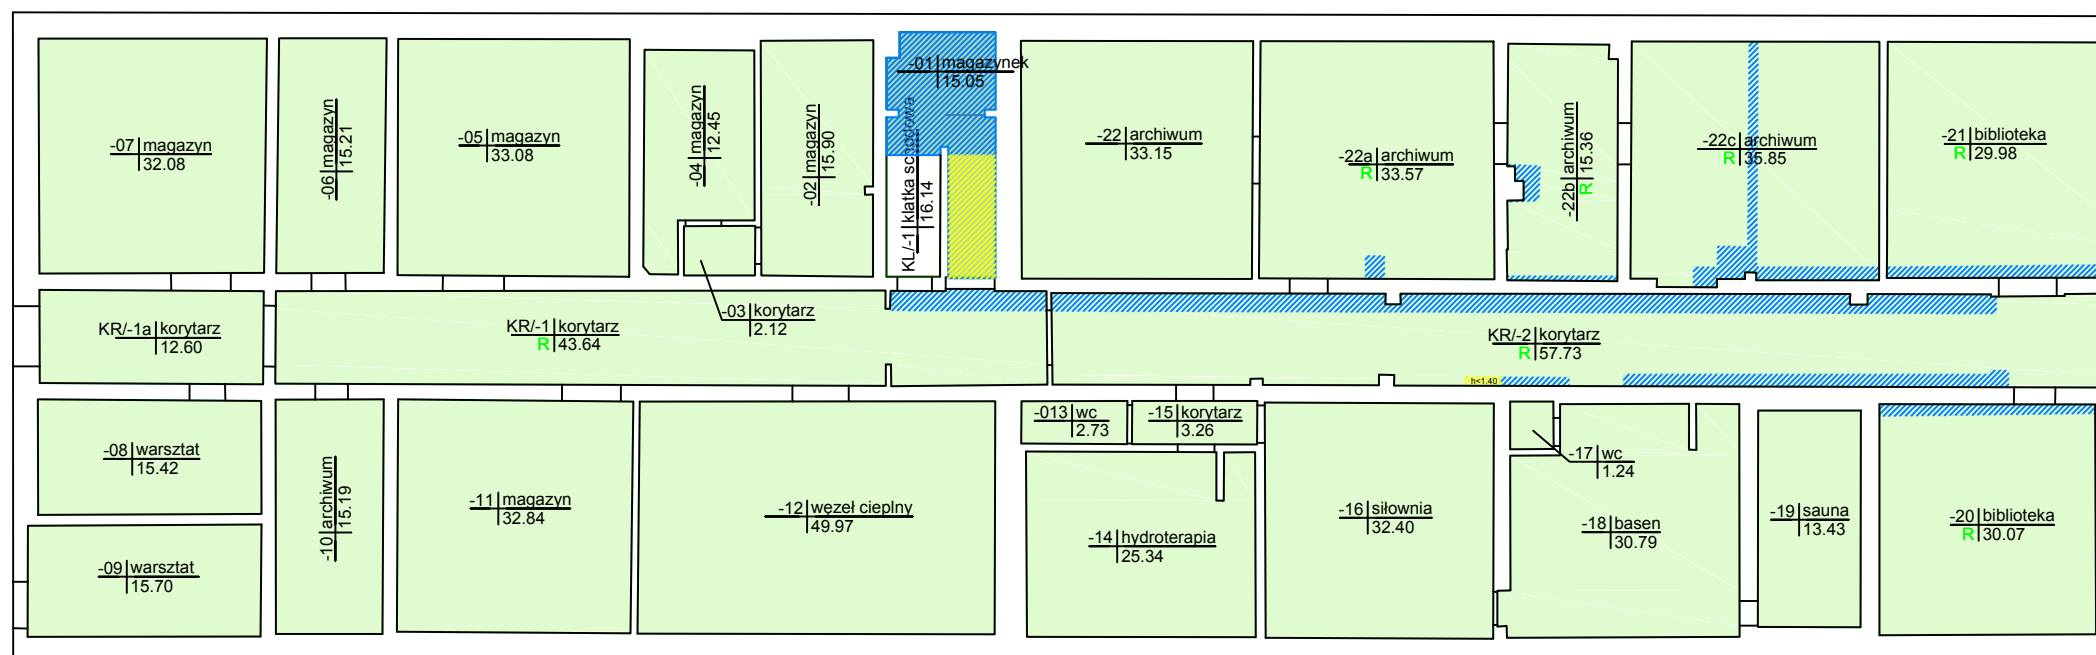 -07 magazyn
32.08
-06 magazyn
15.21
-05 magazyn
33.08
-04 magazyn
12.45
-02 magazyn
15.90
-01 magazynek
15.05
KL/-1 klatka schodowa
16.14
-22 archiwum
33.15
-22a archiwum
R 33.57
-22b archiwum
R 15.36
-22c archiwum
R 35.85
-21 biblioteka
R 29.98
KR/-1a korytarz
12.60
KR/-1 korytarz
R 43.64
-03 korytarz
2.12
KR/-2 korytarz
R 57.73
h<1.40
-08 warsztat
15.42
-09 warsztat
15.70
-10 archiwum
15.19
-11 magazyn
32.84
-12 węzeł cieplny
49.97
-013 wc
2.73
-15 korytarz
3.26
-14 hydroterapia
25.34
-16 siłownia
32.40
-17 wc
1.24
-18 basen
30.79
-19 sauna
13.43
-20 biblioteka
R 30.07